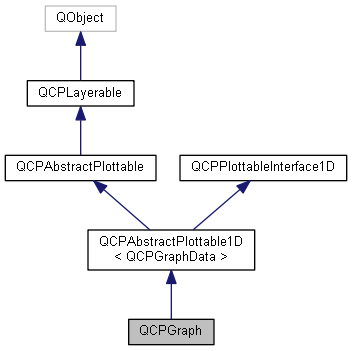 QObject
QCPLayerable
QCPAbstractPlottable
QCPPlottableInterface1D
QCPAbstractPlottable1D
< QCPGraphData >
QCPGraph